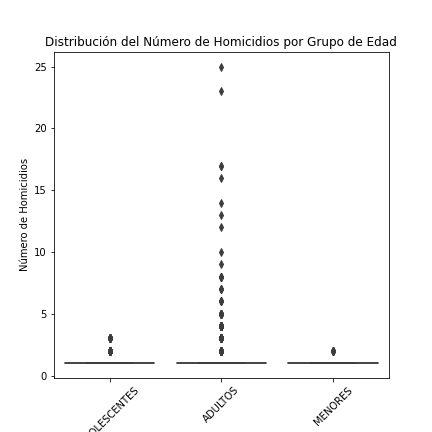 Distribución del Número de Homicidios por Grupo de Edad
25
20
15
10
5
0
Número de Homicidios
OLESCENTES
ADULTOS
MENORES